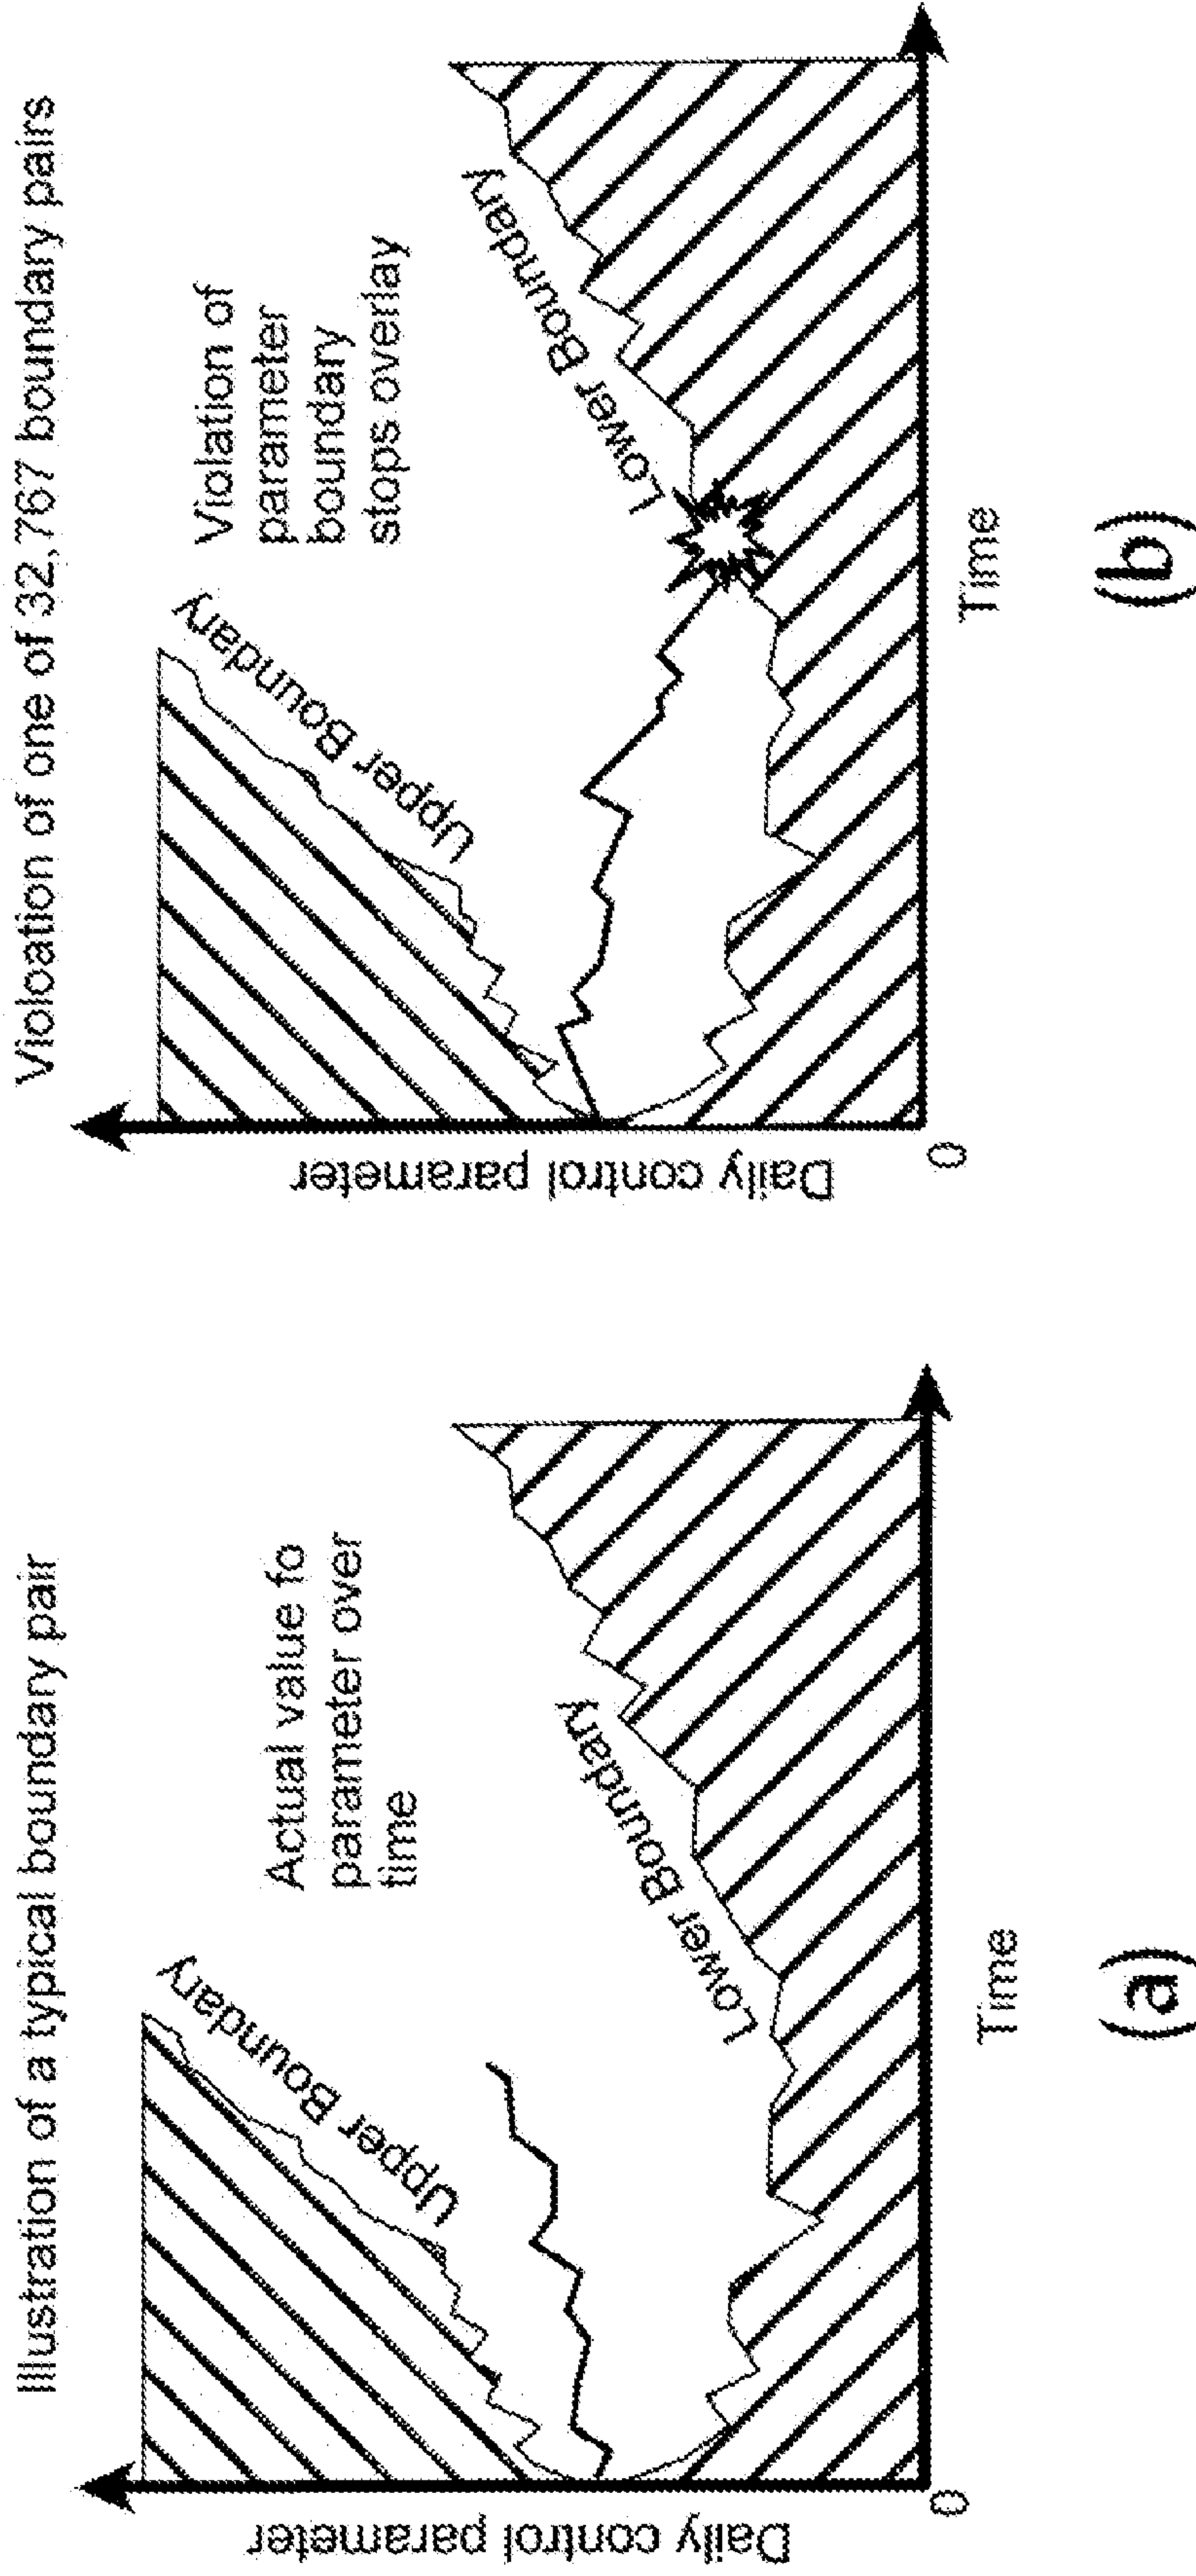 Illustration of a typical boundary pair
Upper Boundary
Actual value fo
parameter over
time
Lower Boundary
Daily control parameter
0
Time
(a)
Violoation of one of 32,767 boundary pairs
Upper Boundary
Violation of
parameter
boundary
stops overlay
Lower Boundary
Daily control parameter
0
Time
(b)